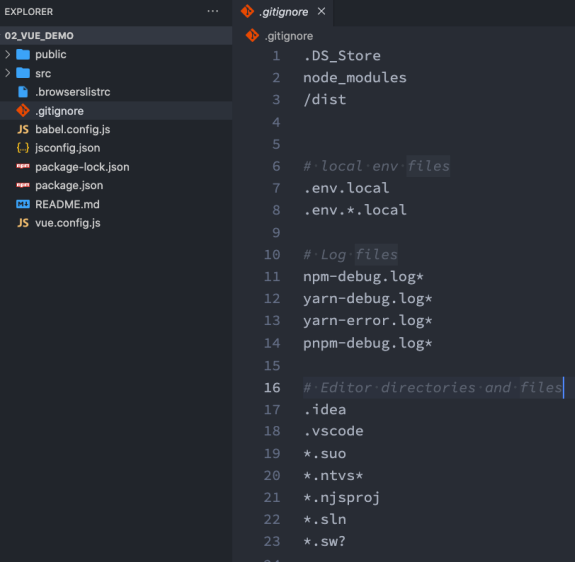 EXPLORER
02_VUE_DEMO
public
src
.browserslistrc
.gitignore
JS babel.config.js
{..} jsconfig.json
npm package-lock.json
npm package.json
README.md
JS vue.config.js
.gitignore
.gitignore
1 .DS_Store
2 node_modules
3 /dist
4
5
6 # local env files
7 .env.local
8 .env.*.local
9
10 # Log files
11 npm-debug.log*
12 yarn-debug.log*
13 yarn-error.log*
14 pnpm-debug.log*
15
16 # Editor directories and files
17 .idea
18 .vscode
19 *.suo
20 *.ntvs*
21 *.njsproj
22 *.sln
23 *.sw?